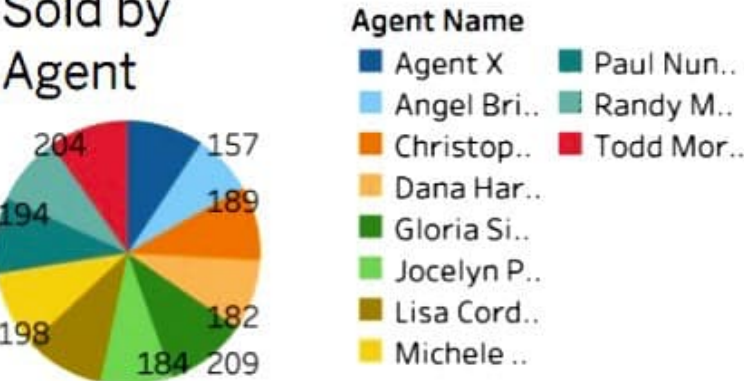 Sold by
Agent
204
157
189
194
182
198
184 209
Agent Name
Agent X
Angel Bri..
Christop..
Dana Har..
Gloria Si..
Jocelyn P..
Lisa Cord..
Michele ..
Paul Nun..
Randy M..
Todd Mor..